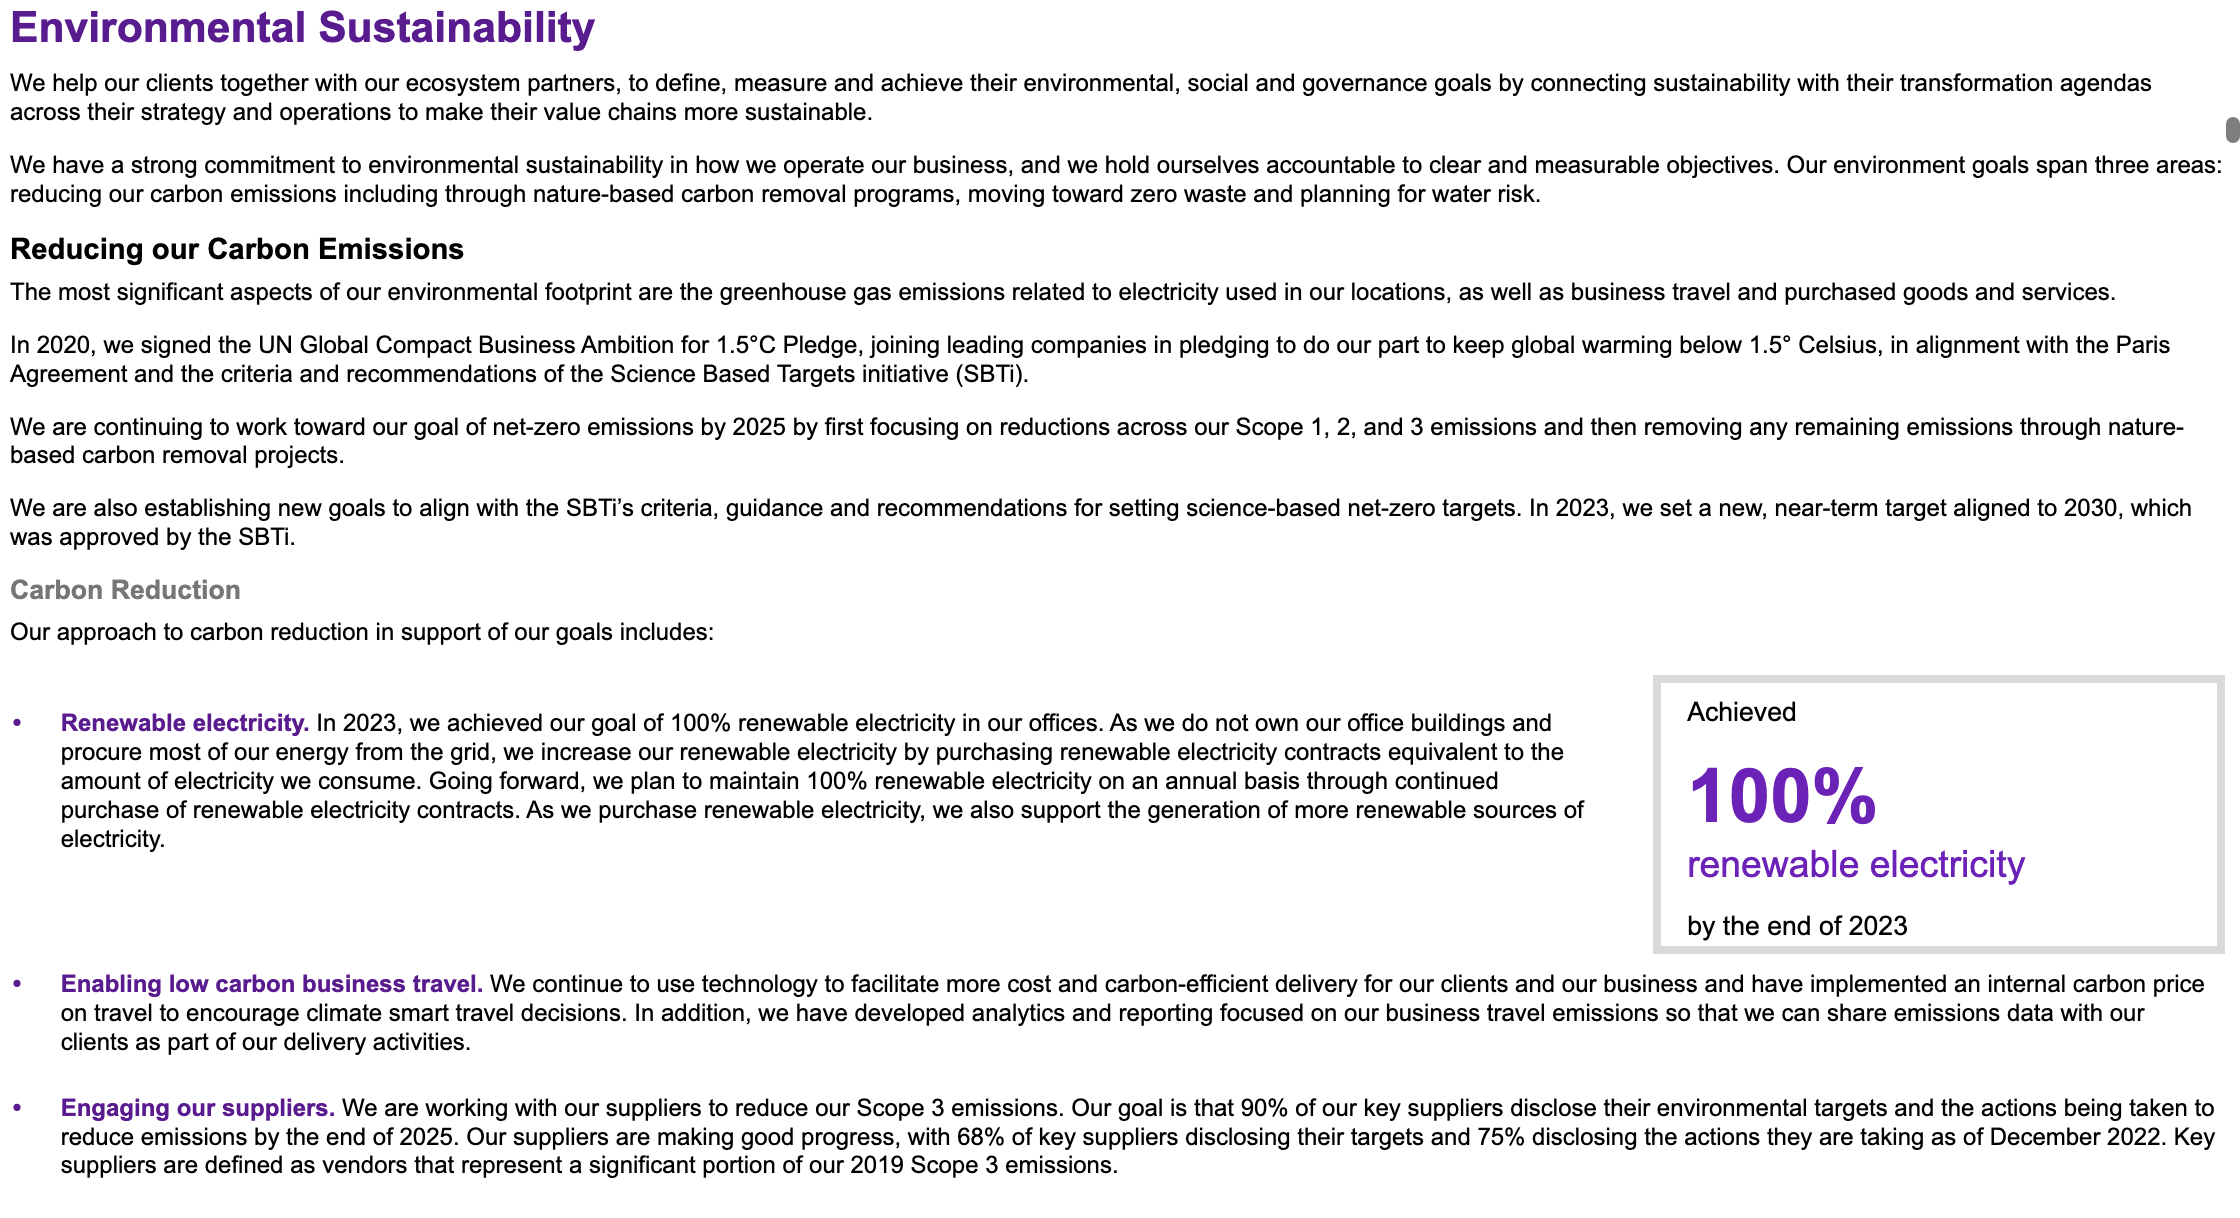 Environmental Sustainability
We help our clients together with our ecosystem partners, to define, measure and achieve their environmental, social and governance goals by connecting sustainability with their transformation agendas
across their strategy and operations to make their value chains more sustainable.
We have a strong commitment to environmental sustainability in how we operate our business, and we hold ourselves accountable to clear and measurable objectives. Our environment goals span three areas:
reducing our carbon emissions including through nature-based carbon removal programs, moving toward zero waste and planning for water risk.
Reducing our Carbon Emissions
The most significant aspects of our environmental footprint are the greenhouse gas emissions related to electricity used in our locations, as well as business travel and purchased goods and services.
In 2020, we signed the UN Global Compact Business Ambition for 1.5°C Pledge, joining leading companies in pledging to do our part to keep global warming below 1.5° Celsius, in alignment with the Paris
Agreement and the criteria and recommendations of the Science Based Targets initiative (SBTi).
We are continuing to work toward our goal of net-zero emissions by 2025 by first focusing on reductions across our Scope 1, 2, and 3 emissions and then removing any remaining emissions through nature-
based carbon removal projects.
We are also establishing new goals to align with the SBTi’s criteria, guidance and recommendations for setting science-based net-zero targets. In 2023, we set a new, near-term target aligned to 2030, which
was approved by the SBTi.
Carbon Reduction
Our approach to carbon reduction in support of our goals includes:
• Renewable electricity. In 2023, we achieved our goal of 100% renewable electricity in our offices. As we do not own our office buildings and
procure most of our energy from the grid, we increase our renewable electricity by purchasing renewable electricity contracts equivalent to the
amount of electricity we consume. Going forward, we plan to maintain 100% renewable electricity on an annual basis through continued
purchase of renewable electricity contracts. As we purchase renewable electricity, we also support the generation of more renewable sources of
electricity.
Achieved
100%
renewable electricity
by the end of 2023
• Enabling low carbon business travel. We continue to use technology to facilitate more cost and carbon-efficient delivery for our clients and our business and have implemented an internal carbon price
on travel to encourage climate smart travel decisions. In addition, we have developed analytics and reporting focused on our business travel emissions so that we can share emissions data with our
clients as part of our delivery activities.
• Engaging our suppliers. We are working with our suppliers to reduce our Scope 3 emissions. Our goal is that 90% of our key suppliers disclose their environmental targets and the actions being taken to
reduce emissions by the end of 2025. Our suppliers are making good progress, with 68% of key suppliers disclosing their targets and 75% disclosing the actions they are taking as of December 2022. Key
suppliers are defined as vendors that represent a significant portion of our 2019 Scope 3 emissions.